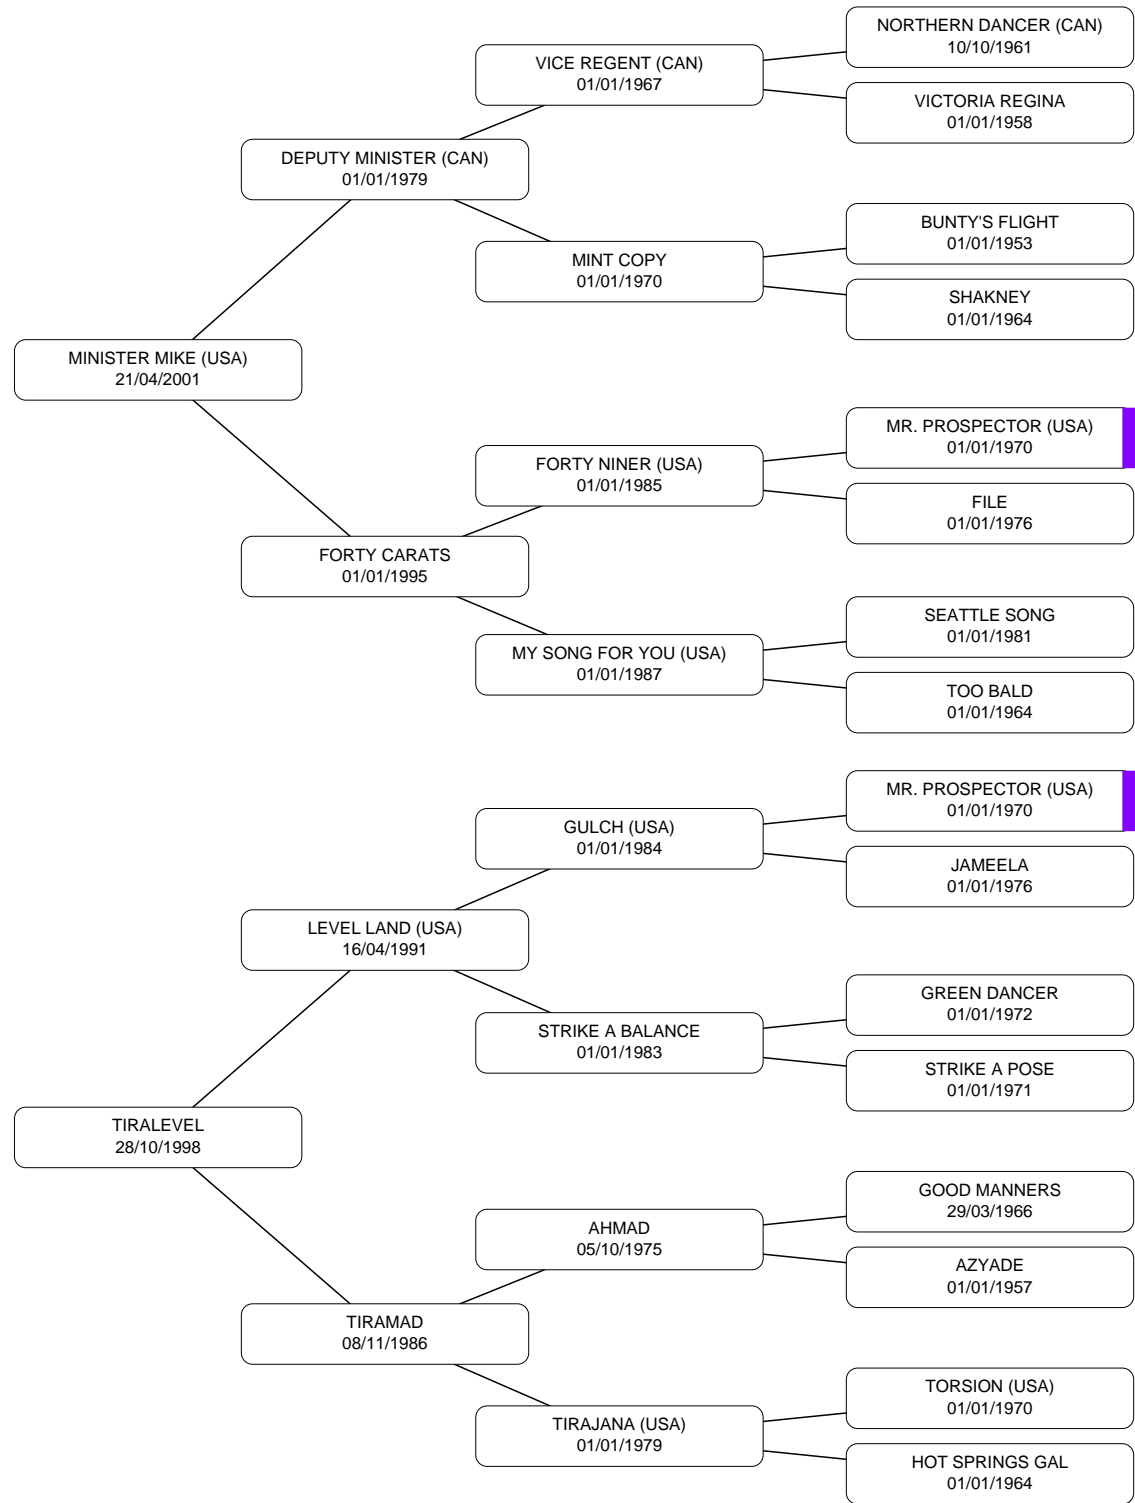 NORTHERN DANCER (CAN)
10/10/1961
VICE REGENT (CAN)
01/01/1967
VICTORIA REGINA
01/01/1958
DEPUTY MINISTER (CAN)
01/01/1979
BUNTY'S FLIGHT
01/01/1953
MINT COPY
01/01/1970
SHAKNEY
01/01/1964
MINISTER MIKE (USA)
21/04/2001
MR. PROSPECTOR (USA)
01/01/1970
FORTY NINER (USA)
01/01/1985
FILE
01/01/1976
FORTY CARATS
01/01/1995
SEATTLE SONG
01/01/1981
MY SONG FOR YOU (USA)
01/01/1987
TOO BALD
01/01/1964
MR. PROSPECTOR (USA)
01/01/1970
GULCH (USA)
01/01/1984
JAMEELA
01/01/1976
LEVEL LAND (USA)
16/04/1991
GREEN DANCER
01/01/1972
STRIKE A BALANCE
01/01/1983
STRIKE A POSE
01/01/1971
TIRALEVEL
28/10/1998
GOOD MANNERS
29/03/1966
AHMAD
05/10/1975
AZYADE
01/01/1957
TIRAMAD
08/11/1986
TORSION (USA)
01/01/1970
TIRAJANA (USA)
01/01/1979
HOT SPRINGS GAL
01/01/1964